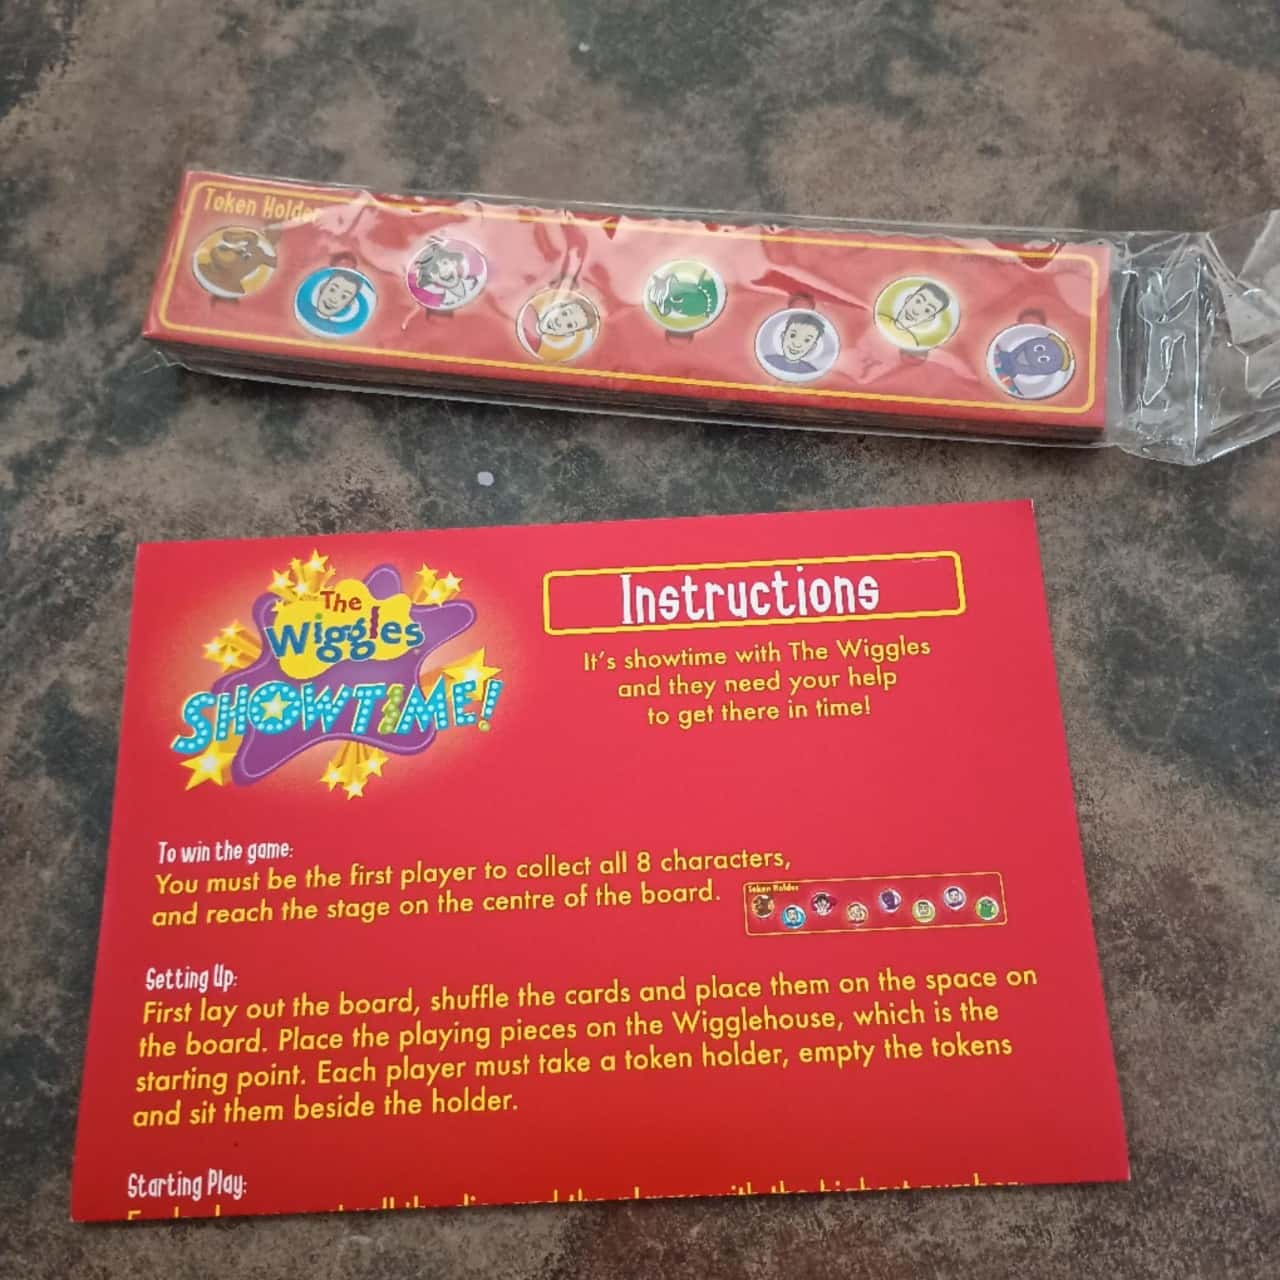 Token Holder
The
Wiggles
SHOWTIME!
Instructions
It's showtime with The Wiggles
and they need your help
to get there in time!
To win the game:
You must be the first player to collect all 8 characters,
and reach the stage on the centre of the board.
Token Holder
Setting Up:
First lay out the board, shuffle the cards and place them on the space on
the board. Place the playing pieces on the Wigglehouse, which is the
starting point. Each player must take a token holder, empty the tokens
and sit them beside the holder.
Starting Play: